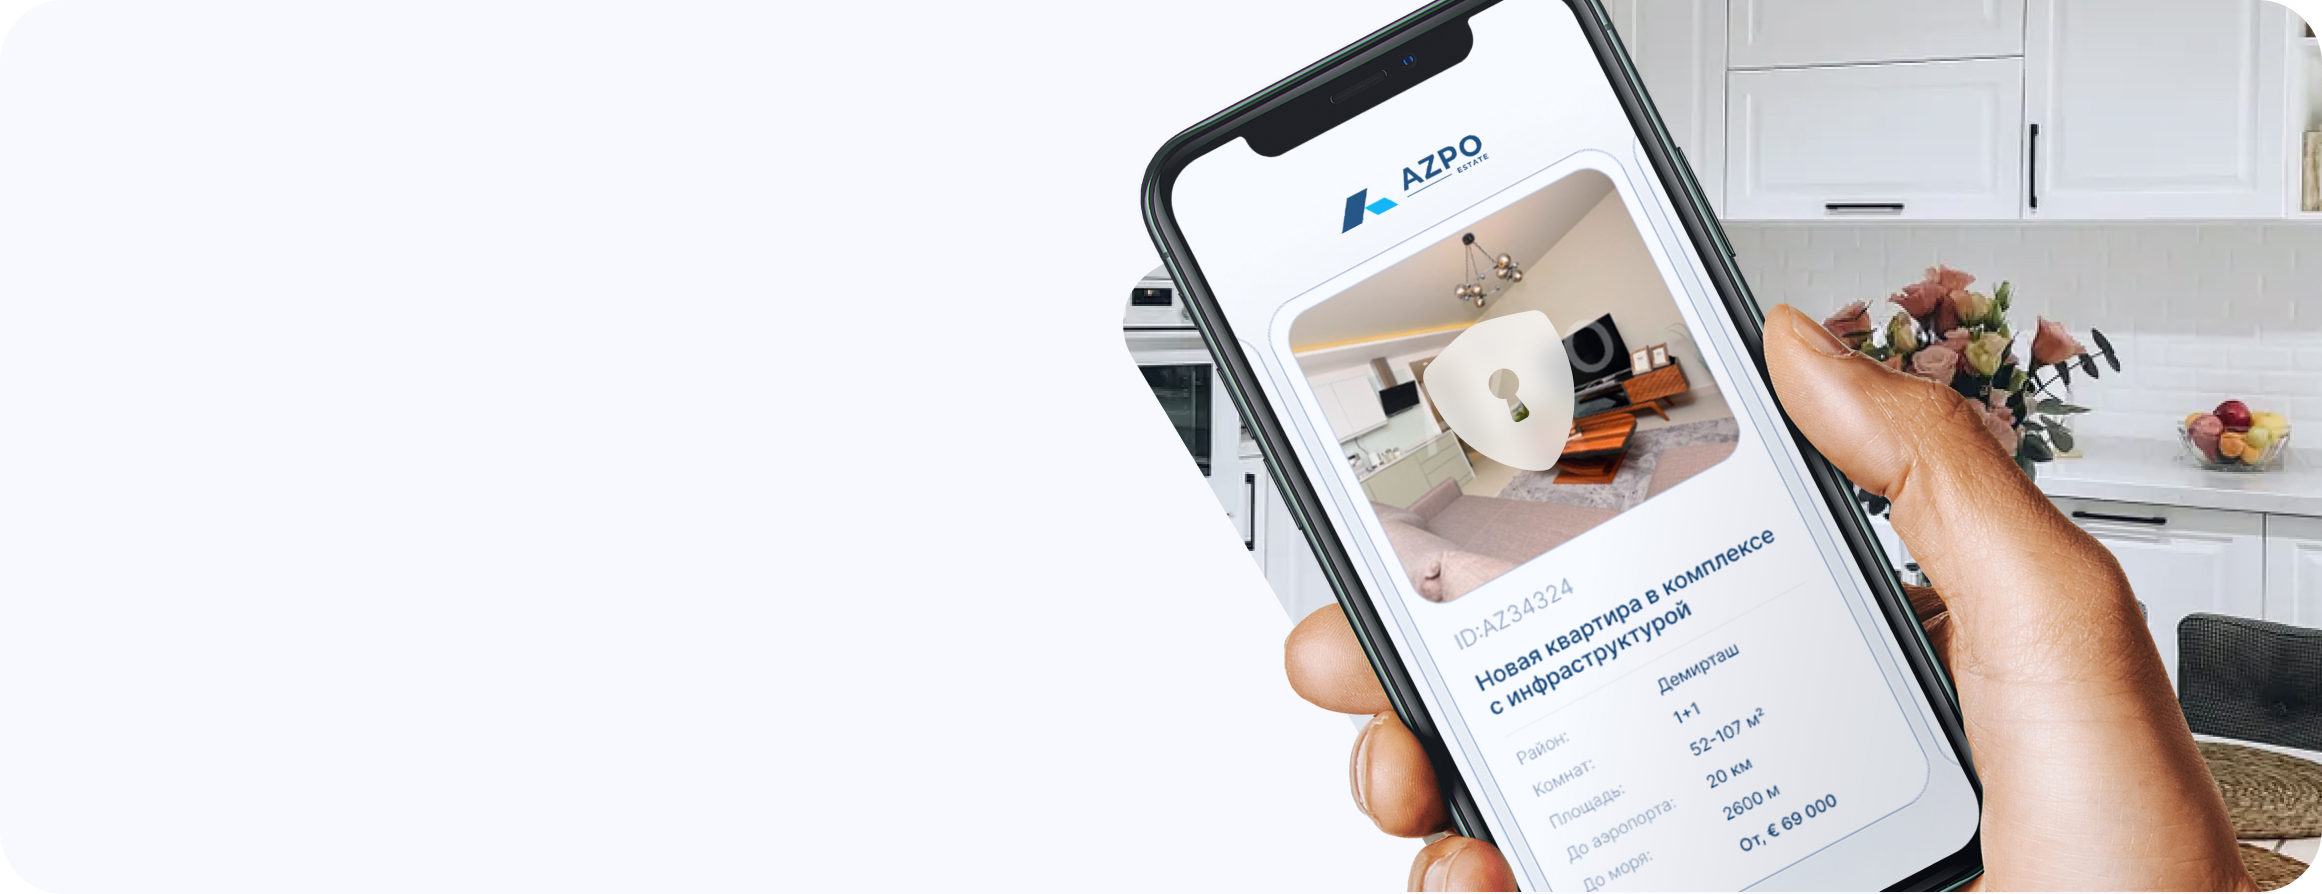 AZPO
ESTATE
ID:AZ34324
Новая квартира в комплексе
с инфраструктурой
Район: Демирташ
Комнат: 1+1
Площадь: 52-107 м²
До аэропорта: 20 км
До моря: 2600 м
От, € 69 000